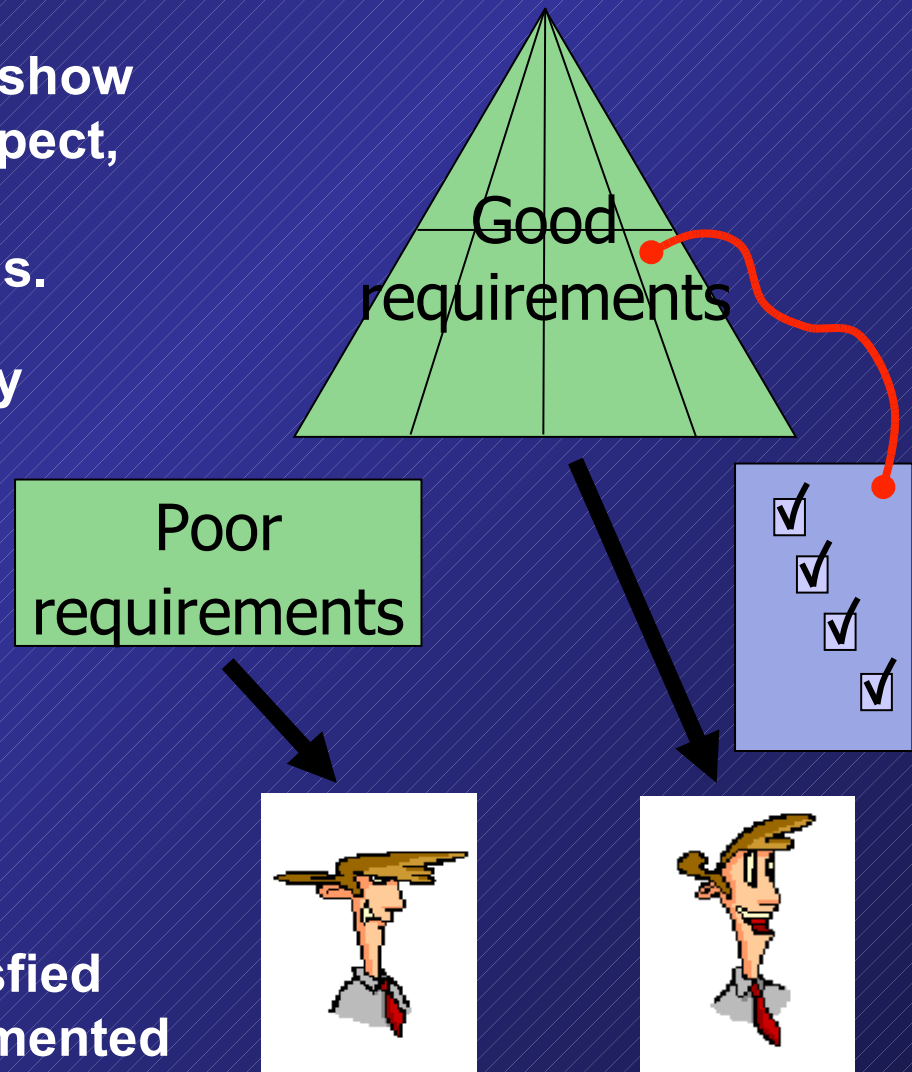 show
pect,
s.
y
Good
requirements
Poor
requirements
sfied
mented